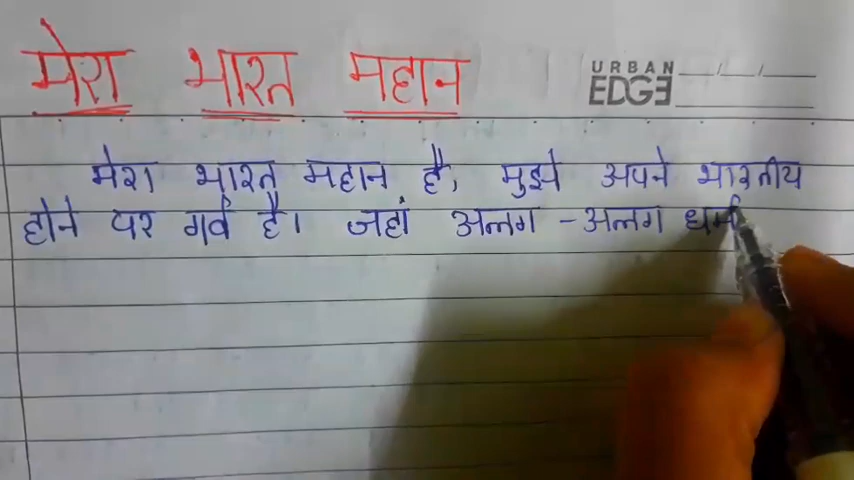 मेरा भारत महान
URBAN
EDGE
मेरा भारत महान है, मुझे अपने भारतीय
होने पर गर्व है। जहां अलग - अलग धर्म